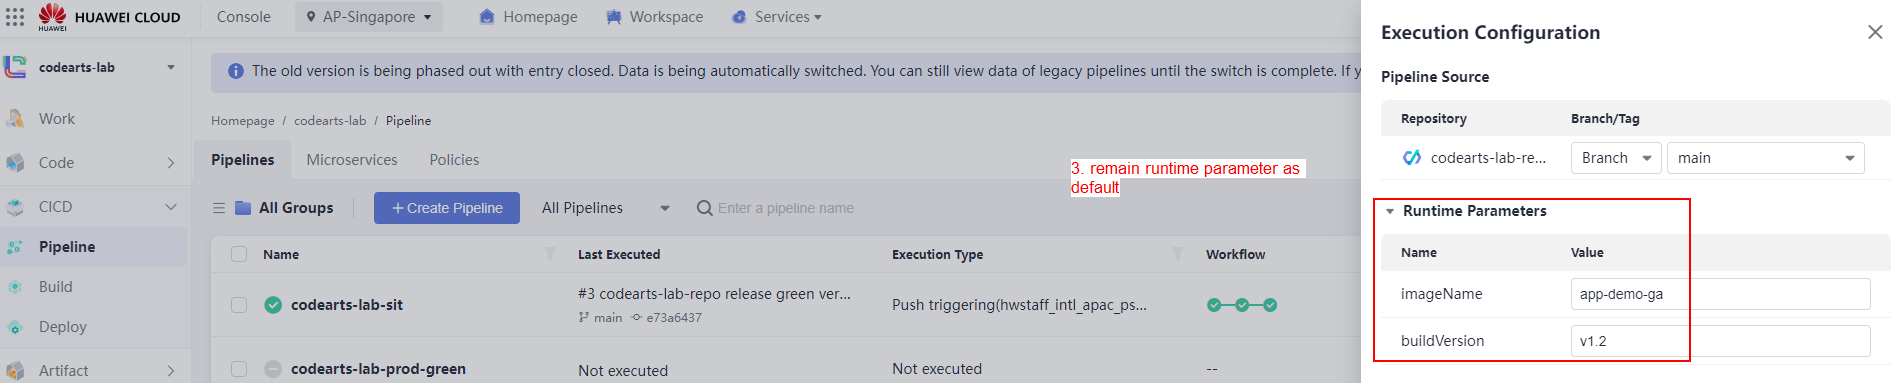 HUAWEI
HUAWEI CLOUD
Console
AP-Singapore
Homepage
Workspace
Services
codearts-lab
The old version is being phased out with entry closed. Data is being automatically switched. You can still view data of legacy pipelines until the switch is complete. If y
Work
Homepage / codearts-lab / Pipeline
Code
Pipelines
Microservices
Policies
3. remain runtime parameter as
default
CICD
All Groups
+ Create Pipeline
All Pipelines
Enter a pipeline name
Pipeline
Name
Last Executed
Execution Type
Workflow
Build
codearts-lab-sit
#3 codearts-lab-repo release green ver...
main
e73a6437
Push triggering(hwstaff_intl_apac_ps...
Deploy
Artifact
codearts-lab-prod-green
Not executed
Not executed
--
Execution Configuration
Pipeline Source
Repository
Branch/Tag
codearts-lab-re...
Branch
main
Runtime Parameters
Name
Value
imageName
app-demo-ga
buildVersion
v1.2